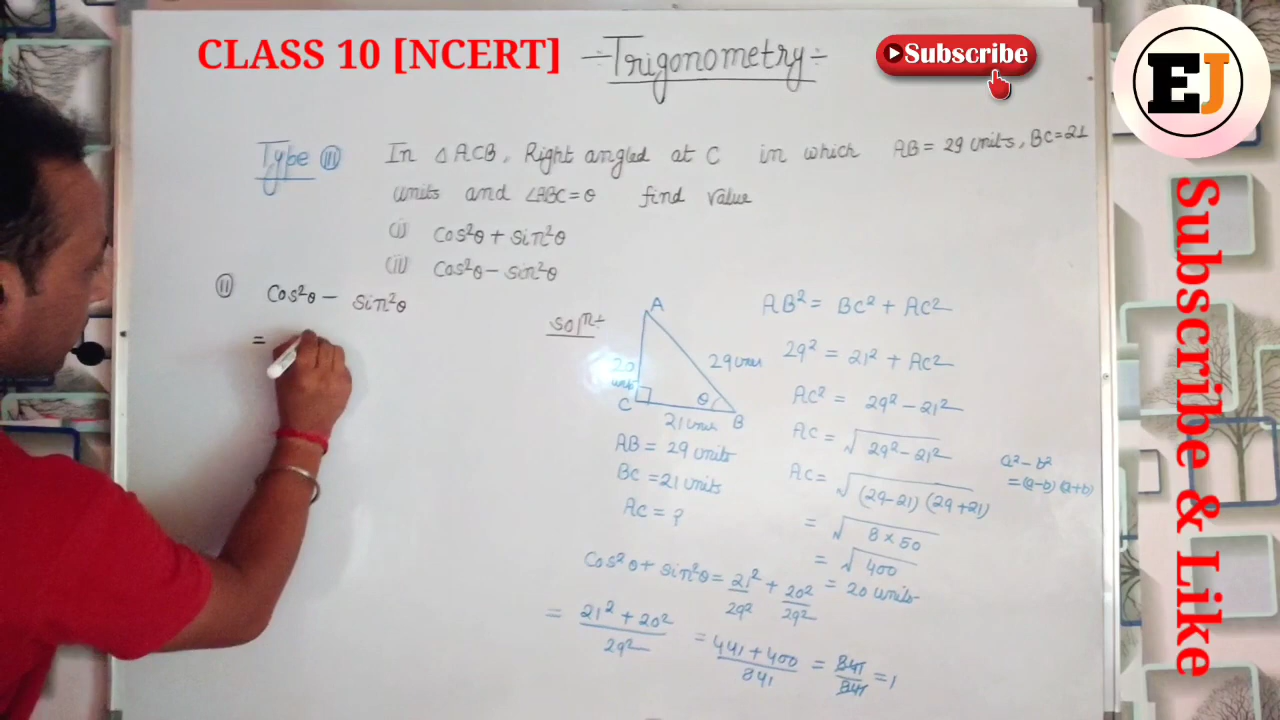 CLASS 10 [NCERT]
÷Trigonometry÷
Subscribe
EJ
Type (III) In △ACB, Right angled at C in which AB = 29 units, BC=21
units and ∠ABC=θ find value
(i) Cos²θ + sin²θ
(ii) Cos²θ - sin²θ
(II) Cos²θ - sin²θ
=
Solⁿ÷
A
20 units
29 units
θ
C
21 units
B
AB = 29 units
BC = 21 units
AC = ?
AB² = BC² + AC²
29² = 21² + AC²
AC² = 29² - 21²
AC = √29² - 21²
a² - b²
= (a-b) (a+b)
AC = √(29-21) (29+21)
= √8 × 50
= √400
= 20 units
Cos²θ + sin²θ = 21²/29² + 20²/29²
= 21² + 20²/29² = 441 + 400/841 = 841/841 = 1
Subscribe & Like